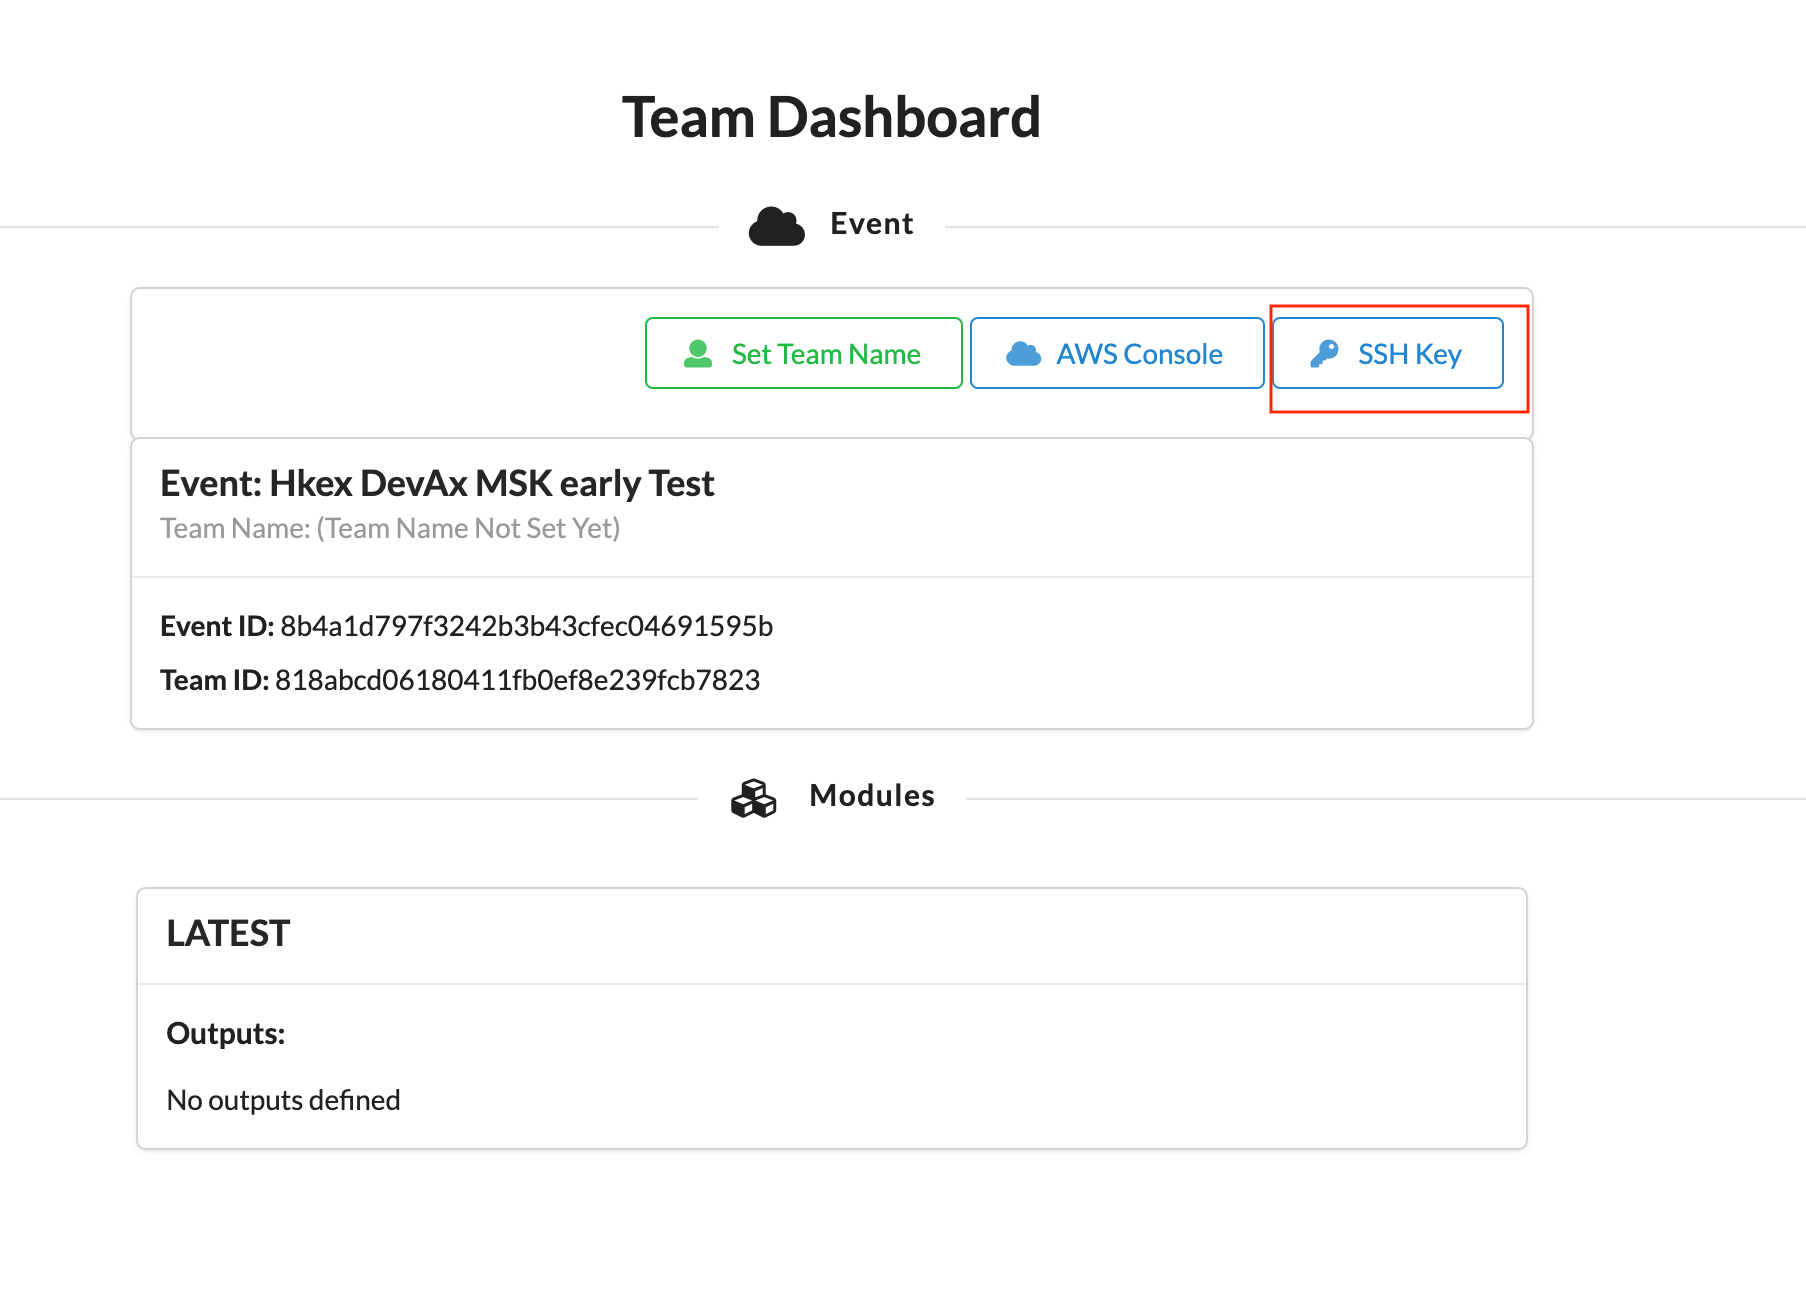 Team Dashboard
Event
Set Team Name
AWS Console
SSH Key
Event: Hkex DevAx MSK early Test
Team Name: (Team Name Not Set Yet)
Event ID: 8b4a1d797f3242b3b43cfec04691595b
Team ID: 818abcd06180411fb0ef8e239fcb7823
Modules
LATEST
Outputs:
No outputs defined